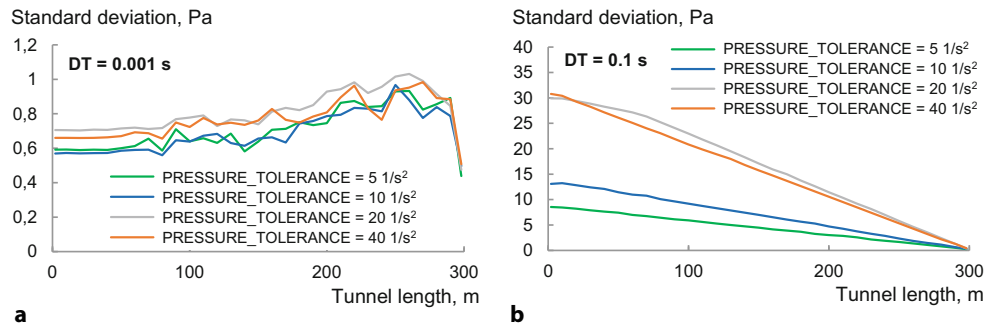 Standard deviation, Pa
1,2
1
0,8
0,6
0,4
0,2
0
DT = 0.001 s
PRESSURE_TOLERANCE = 5 1/s²
PRESSURE_TOLERANCE = 10 1/s²
PRESSURE_TOLERANCE = 20 1/s²
PRESSURE_TOLERANCE = 40 1/s²
0 100 200 300
Tunnel length, m
a
Standard deviation, Pa
40
35
30
25
20
15
10
5
0
DT = 0.1 s
PRESSURE_TOLERANCE = 5 1/s²
PRESSURE_TOLERANCE = 10 1/s²
PRESSURE_TOLERANCE = 20 1/s²
PRESSURE_TOLERANCE = 40 1/s²
0 100 200 300
Tunnel length, m
b